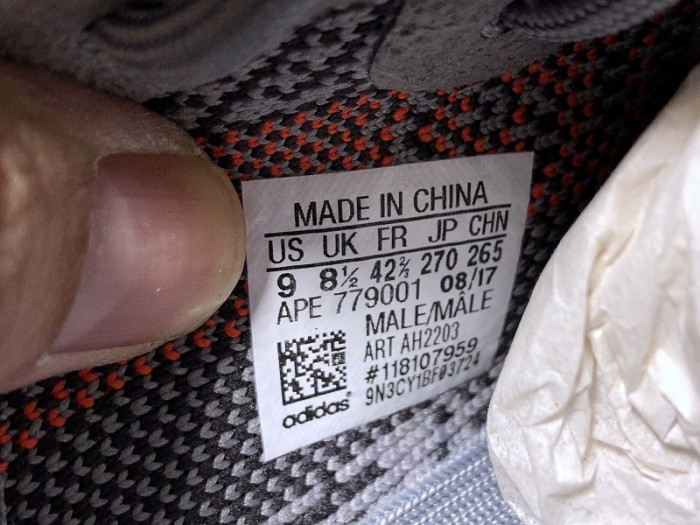 MADE IN CHINA
US UK FR JP CHN
9 8½ 42⅔ 270 265
APE 779001 08/17
MALE/MÂLE
ART AH2203
#118107959
9N3CY1BF03724
adidas